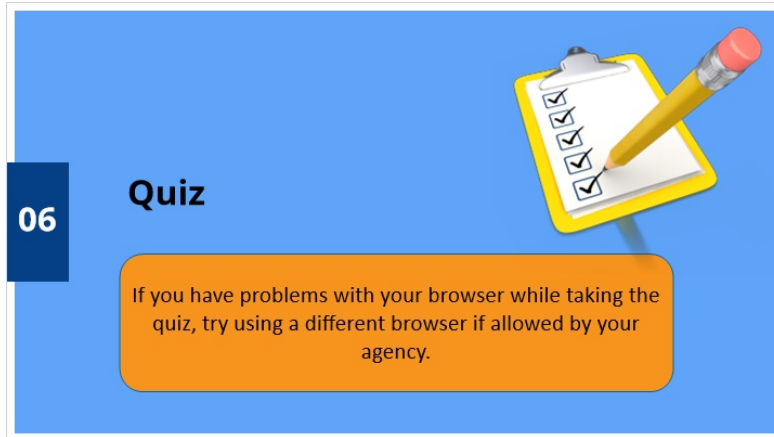 06
Quiz
If you have problems with your browser while taking the
quiz, try using a different browser if allowed by your
agency.